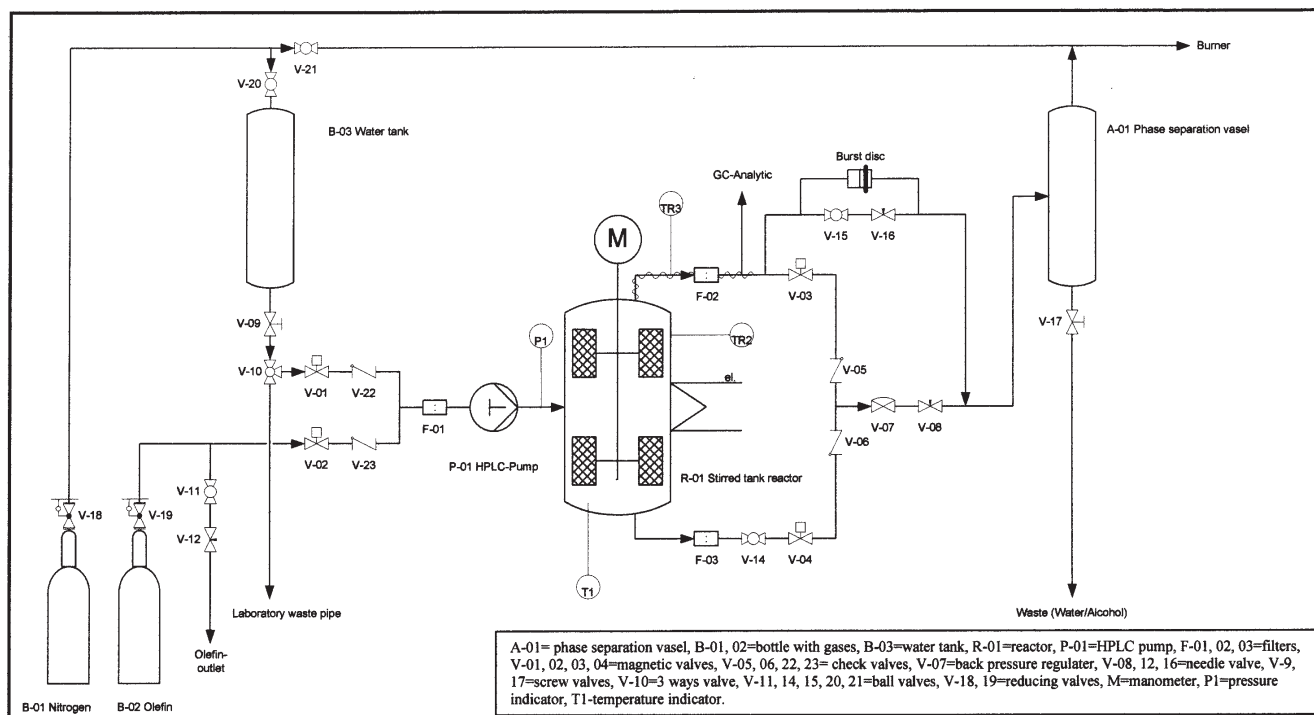 Burner
V-21
V-20
B-03 Water tank
A-01 Phase separation vasel
Burst disc
GC-Analytic
TR3
V-15
V-16
M
F-02
V-03
V-09
V-17
P1
TR2
V-10
V-01
V-22
el.
V-05
F-01
V-07
V-08
V-06
V-02
V-23
P-01 HPLC-Pump
R-01 Stirred tank reactor
V-11
V-18
V-19
V-12
F-03
V-14
V-04
T1
Laboratory waste pipe
Waste (Water/Alcohol)
Olefin-
outlet
B-01 Nitrogen
B-02 Olefin
A-01= phase separation vasel, B-01, 02=bottle with gases, B-03=water tank, R-01=reactor, P-01=HPLC pump, F-01, 02, 03=filters,
V-01, 02, 03, 04=magnetic valves, V-05, 06, 22, 23= check valves, V-07=back pressure regulater, V-08, 12, 16=needle valve, V-9,
17=screw valves, V-10=3 ways valve, V-11, 14, 15, 20, 21=ball valves, V-18, 19=reducing valves, M=manometer, P1=pressure
indicator, T1-temperature indicator.